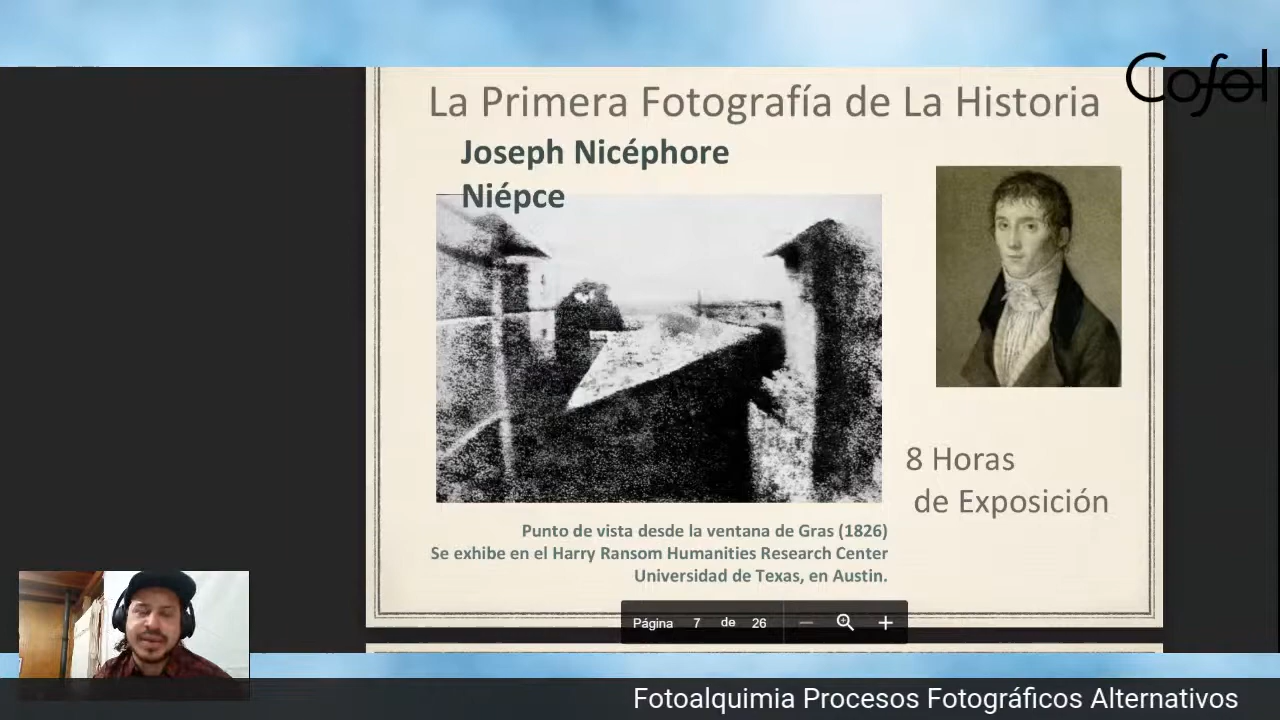 Cofol
La Primera Fotografía de La Historia
Joseph Nicéphore
Niépce
8 Horas
de Exposición
Punto de vista desde la ventana de Gras (1826)
Se exhibe en el Harry Ransom Humanities Research Center
Universidad de Texas, en Austin.
Página 7 de 26
Fotoalquimia Procesos Fotográficos Alternativos